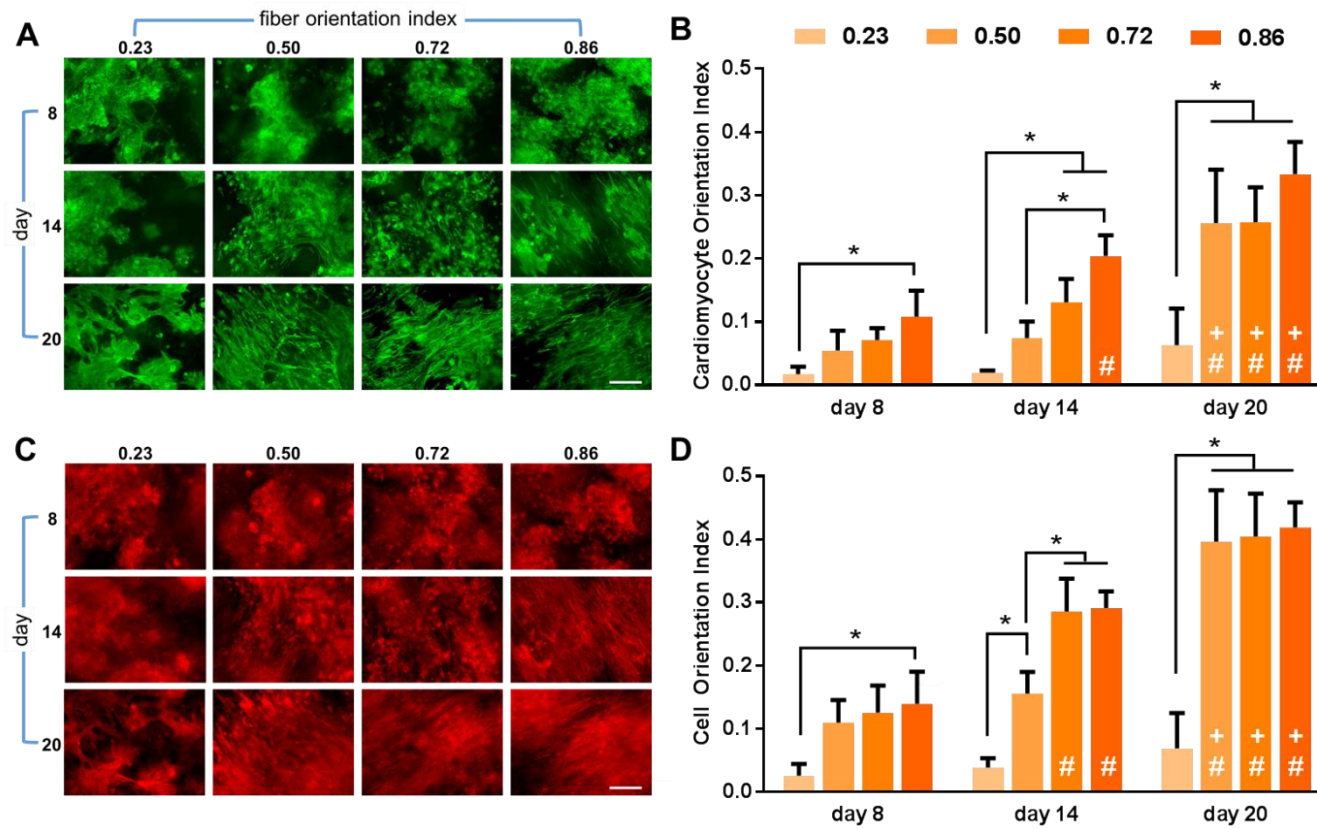 fiber orientation index
A
0.23 0.50 0.72 0.86
day
8
14
20
B
0.23 0.50 0.72 0.86
Cardiomyocyte Orientation Index
0.5
0.4
0.3
0.2
0.1
0.0
* * * *
#
+ + +
# # #
day 8 day 14 day 20
C
0.23 0.50 0.72 0.86
day
8
14
20
D
Cell Orientation Index
0.5
0.4
0.3
0.2
0.1
0.0
* * * *
# #
+ + +
# # #
day 8 day 14 day 20